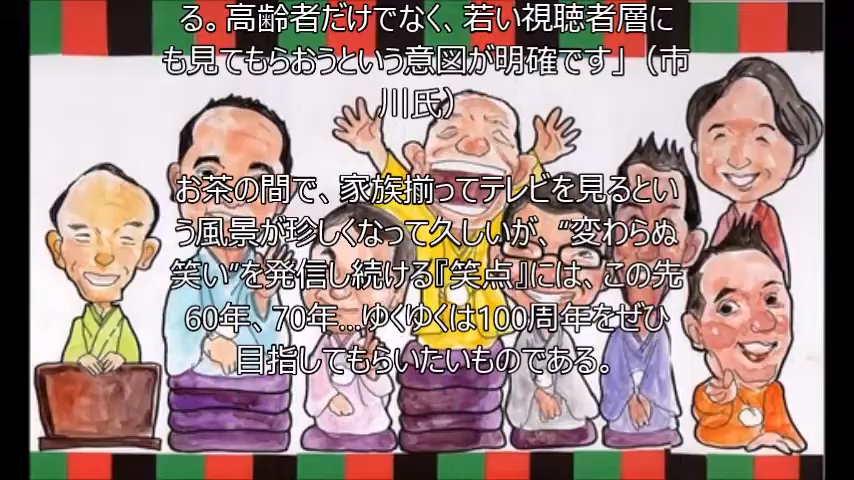 る。高齢者だけでなく、若い視聴者層に
も見てもらおうという意図が明確です」（市
川氏）
お茶の間で、家族揃ってテレビを見るとい
う風景が珍しくなって久しいが、“変わらぬ
笑い”を発信し続ける『笑点』には、この先
60年、70年…ゆくゆくは100周年をぜひ
目指してもらいたいものである。